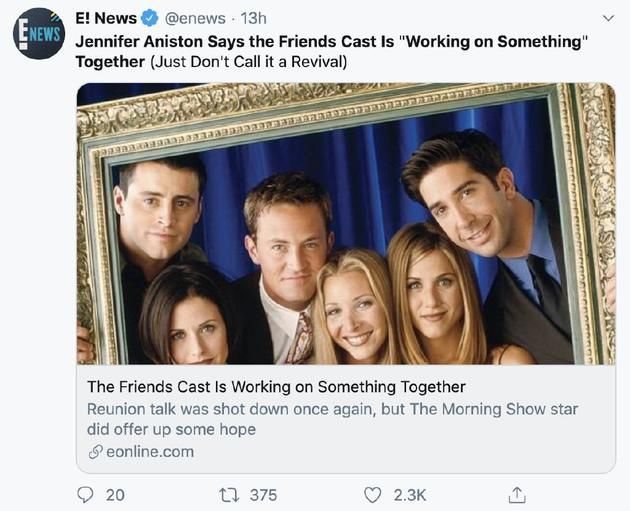 E! News @enews · 13h
E NEWS
Jennifer Aniston Says the Friends Cast Is "Working on Something"
Together (Just Don't Call it a Revival)
The Friends Cast Is Working on Something Together
Reunion talk was shot down once again, but The Morning Show star
did offer up some hope
eonline.com
20 375 2.3K